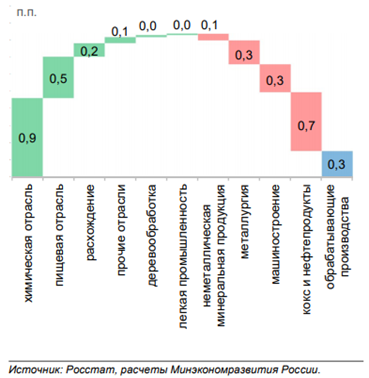 п.п.
0,9
0,5
0,2
0,1
0,0
0,0
0,1
0,3
0,3
0,7
0,3
химическая отрасль
пищевая отрасль
расхождение
прочие отрасли
деревообработка
легкая промышленность
неметаллическая
минеральная продукция
металлургия
машиностроение
кокс и нефтепродукты
обрабатывающие
производства
Источник: Росстат, расчеты Минэкономразвития России.